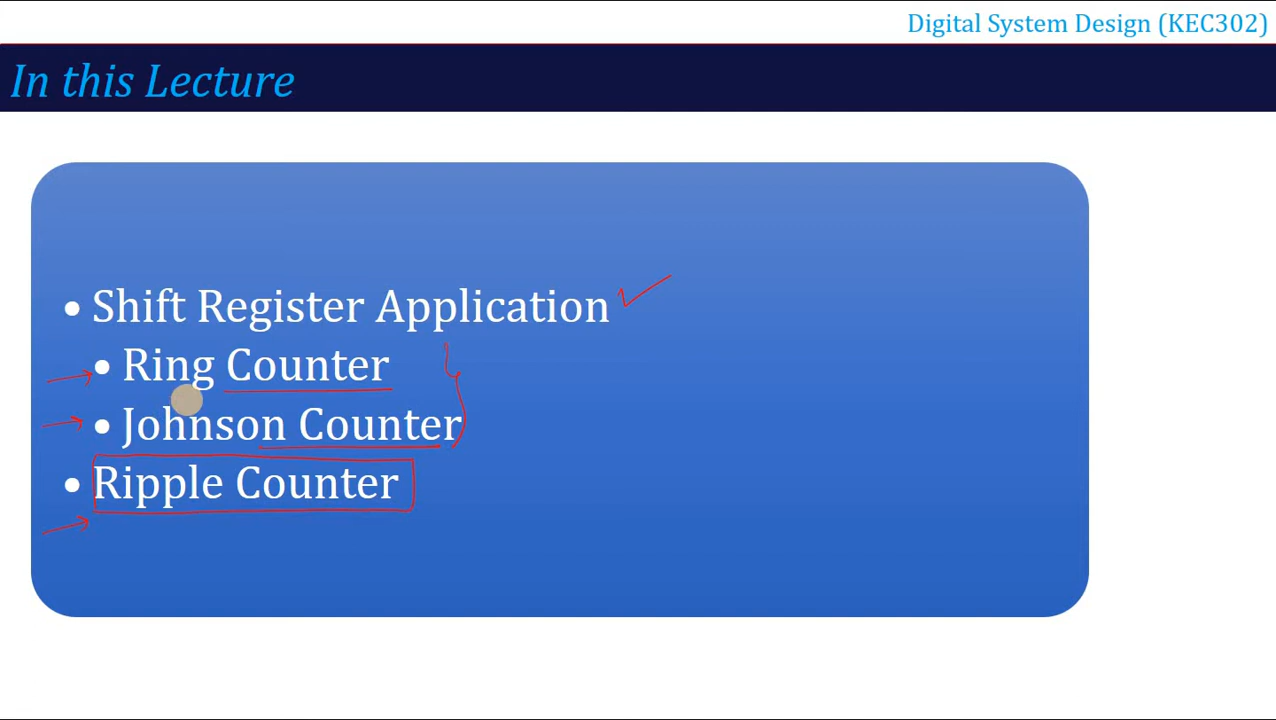 Digital System Design (KEC302)
In this Lecture
• Shift Register Application
• Ring Counter
• Johnson Counter
• Ripple Counter